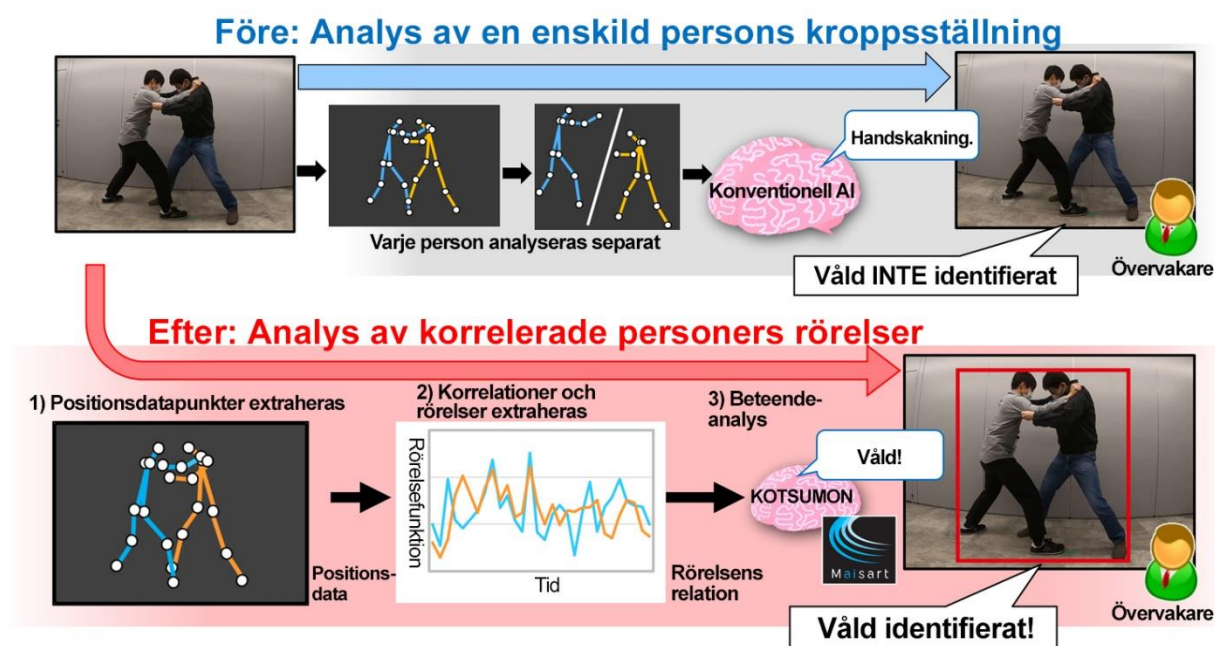 Före: Analys av en enskild persons kroppsställning
Handskakning.
Konventionell AI
Varje person analyseras separat
Våld INTE identifierat
Övervakare
Efter: Analys av korrelerade personers rörelser
1) Positionsdatapunkter extraheras
2) Korrelationer och
rörelser extraheras
3) Beteende-
analys
Rörelsefunktion
Tid
Positions-
data
Rörelsens
relation
Våld!
KOTSUMON
Maisart
Våld identifierat!
Övervakare